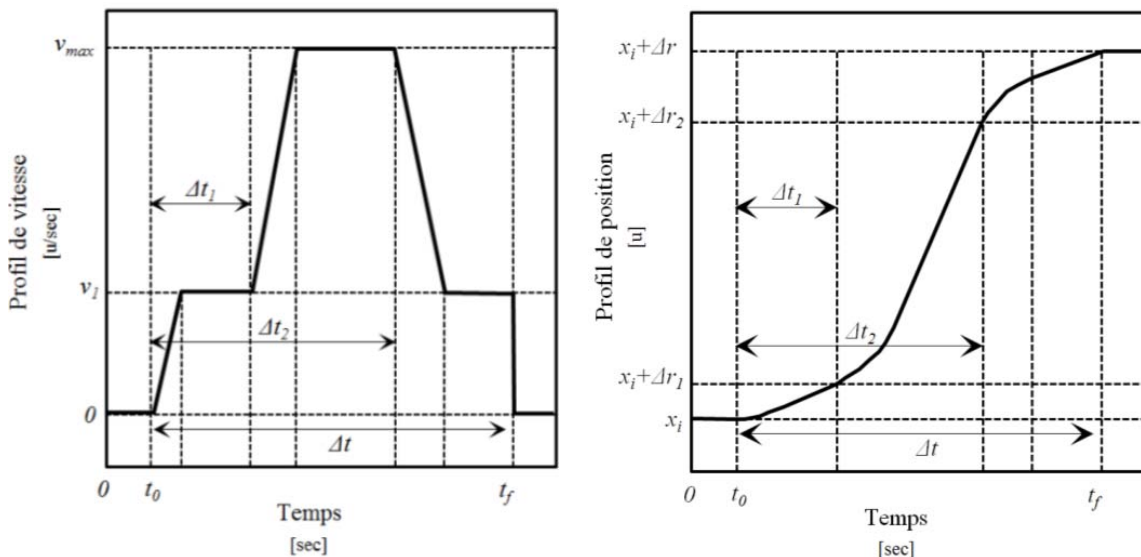 Profil de vitesse
[u/sec]
v_max
v_1
0
Δt_1
Δt_2
Δt
0
t_0
t_f
Temps
[sec]
Profil de position
[u]
x_i+Δr
x_i+Δr_2
x_i+Δr_1
x_i
Δt_1
Δt_2
Δt
0
t_0
t_f
Temps
[sec]